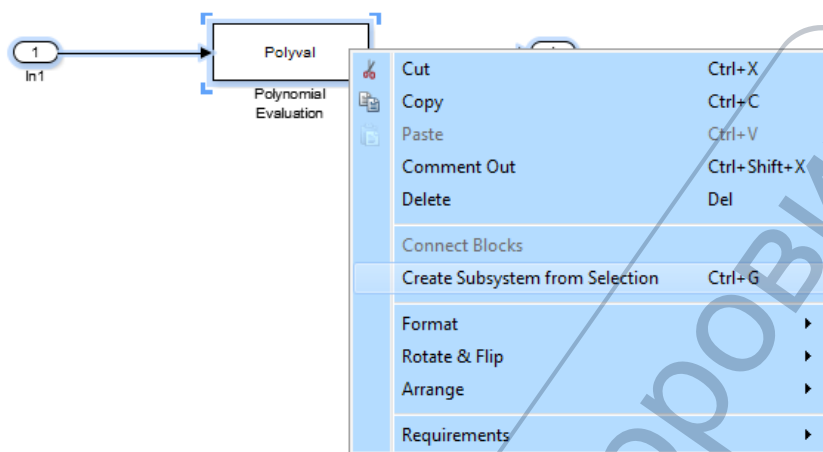 1
In1
Polyval
Polynomial
Evaluation
Cut Ctrl+X
Copy Ctrl+C
Paste Ctrl+V
Comment Out Ctrl+Shift+X
Delete Del
Connect Blocks
Create Subsystem from Selection Ctrl+G
Format
Rotate & Flip
Arrange
Requirements